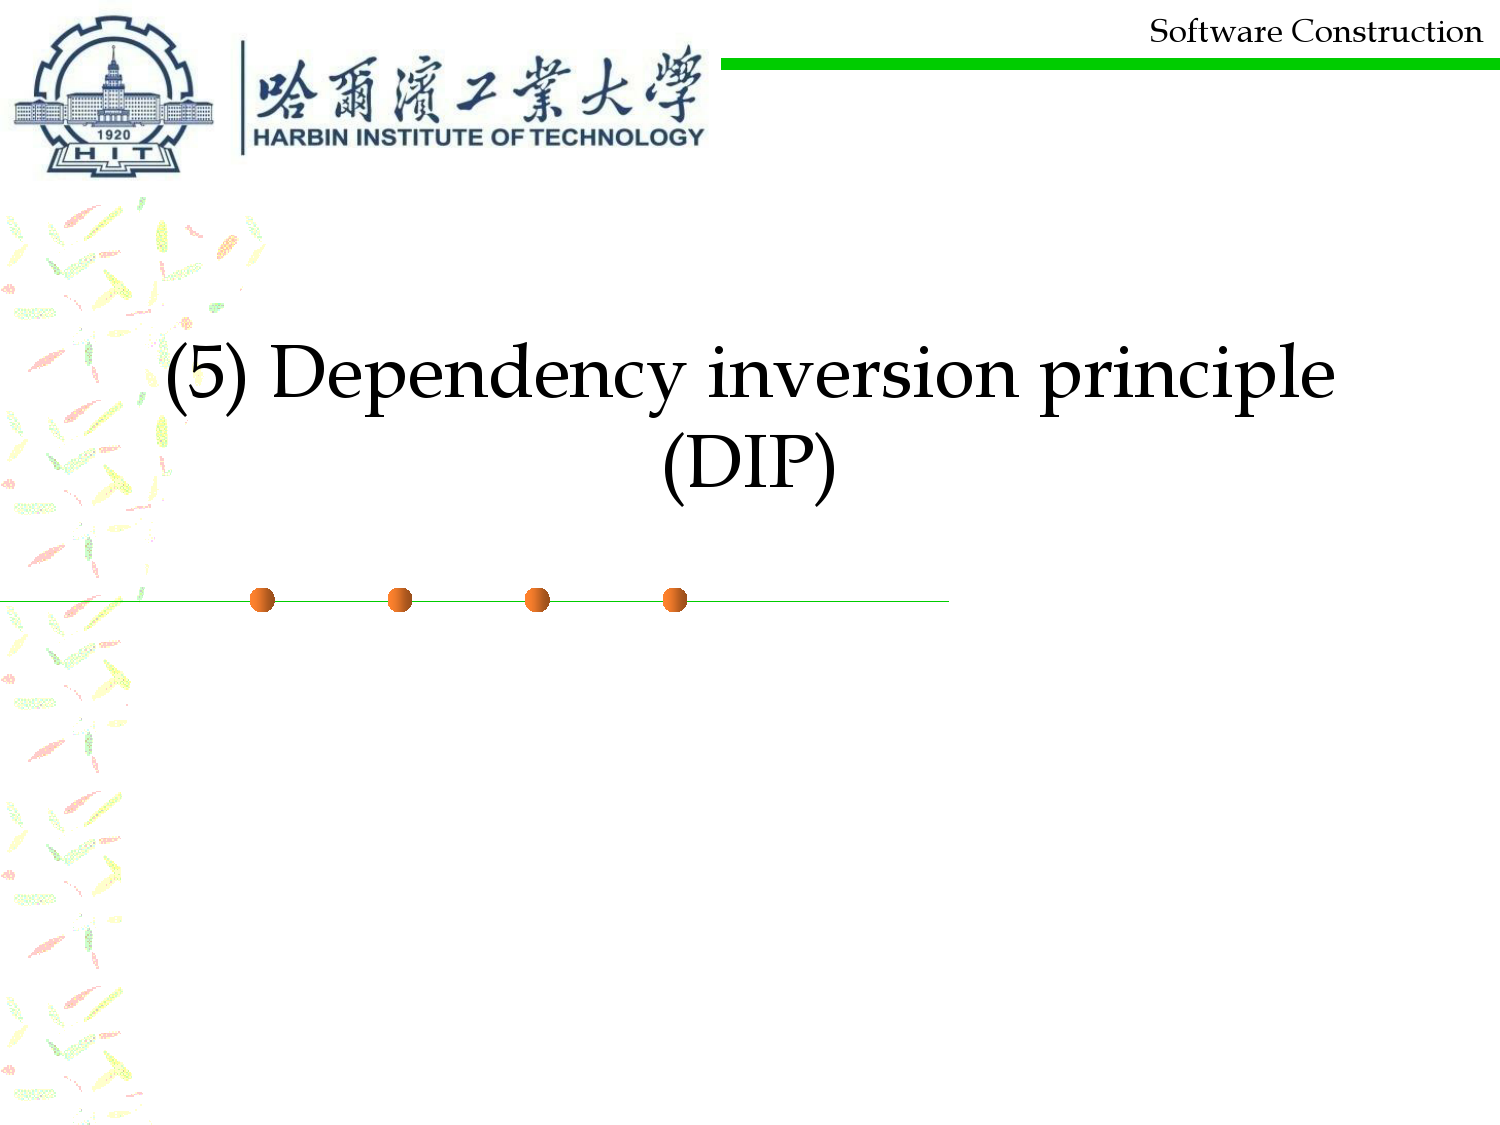 Software Construction
哈爾濱工業大學
HARBIN INSTITUTE OF TECHNOLOGY
1920
HIT
(5) Dependency inversion principle
(DIP)